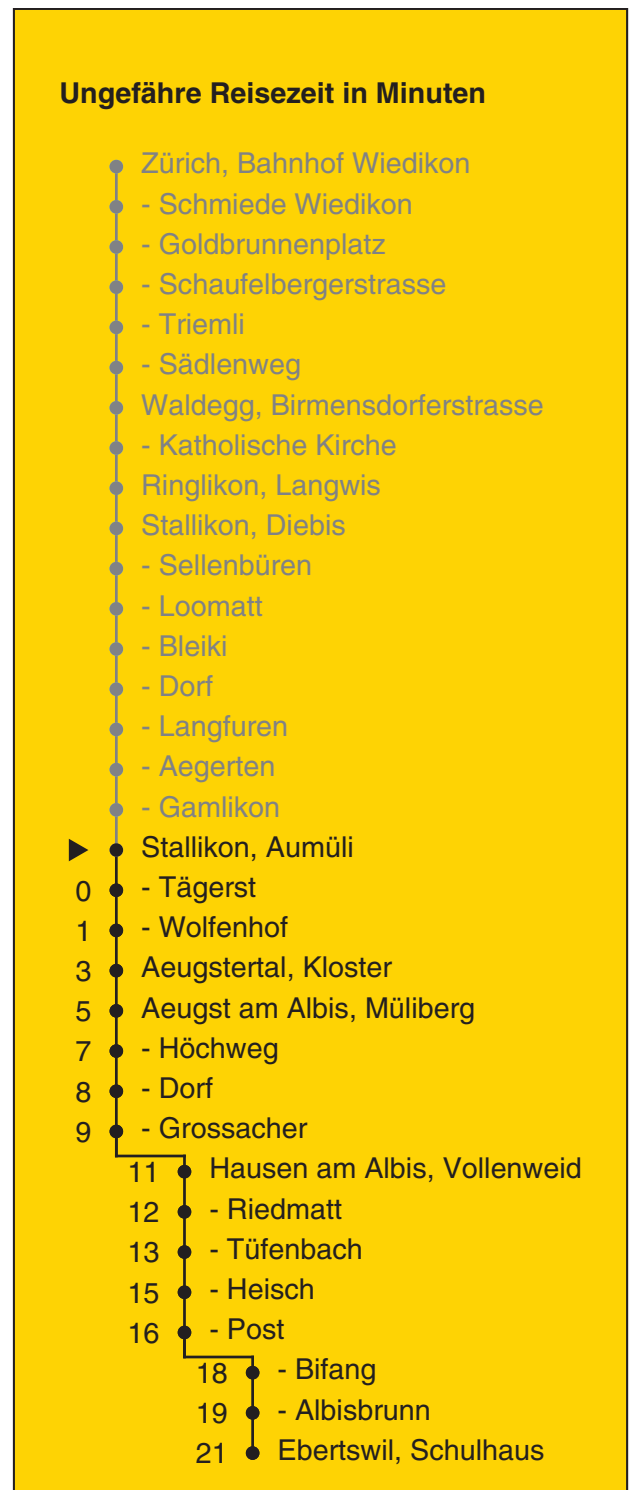 Ungefähre Reisezeit in Minuten
Zürich, Bahnhof Wiedikon
- Schmiede Wiedikon
- Goldbrunnenplatz
- Schaufelbergerstrasse
- Triemli
- Sädlenweg
Waldegg, Birmensdorferstrasse
- Katholische Kirche
Ringlikon, Langwis
Stallikon, Diebis
- Sellenbüren
- Loomatt
- Bleiki
- Dorf
- Langfuren
- Aegerten
- Gamlikon
Stallikon, Aumüli
0 - Tägerst
1 - Wolfenhof
3 Aeugstertal, Kloster
5 Aeugst am Albis, Müliberg
7 - Höchweg
8 - Dorf
9 - Grossacher
11 Hausen am Albis, Vollenweid
12 - Riedmatt
13 - Tüfenbach
15 - Heisch
16 - Post
18 - Bifang
19 - Albisbrunn
21 Ebertswil, Schulhaus